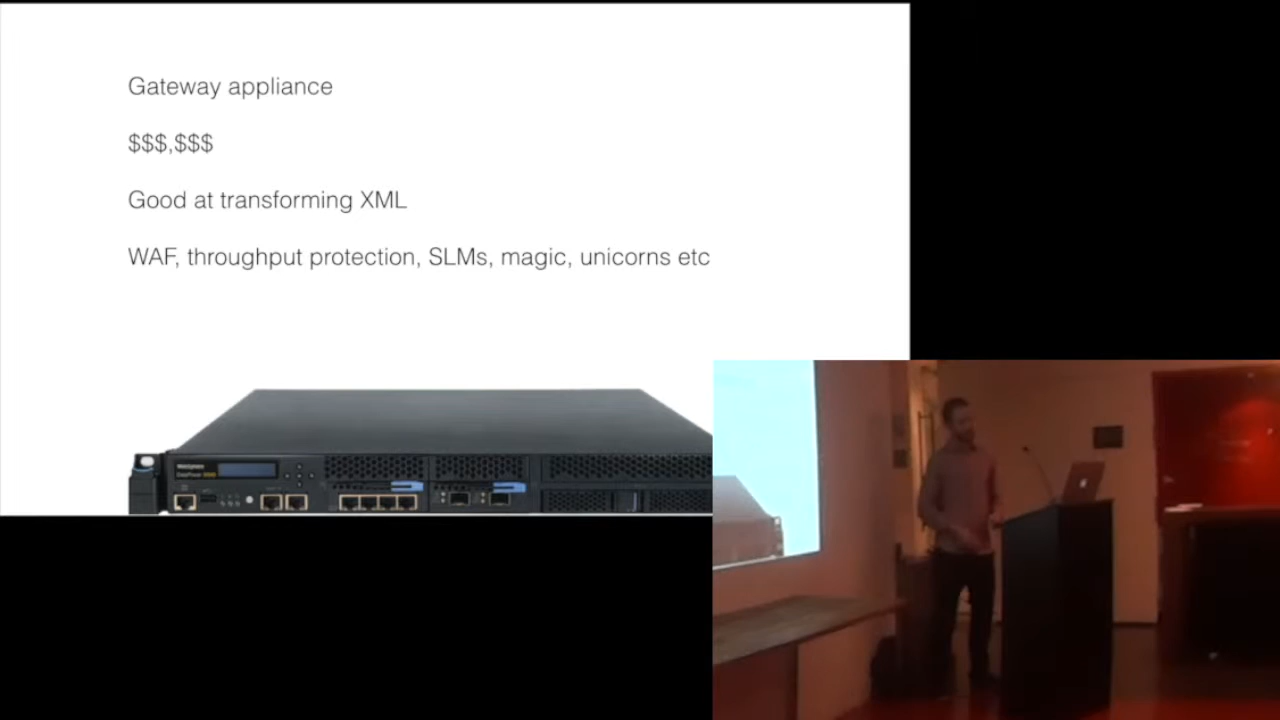 Gateway appliance
$$$,$$$
Good at transforming XML
WAF, throughput protection, SLMs, magic, unicorns etc